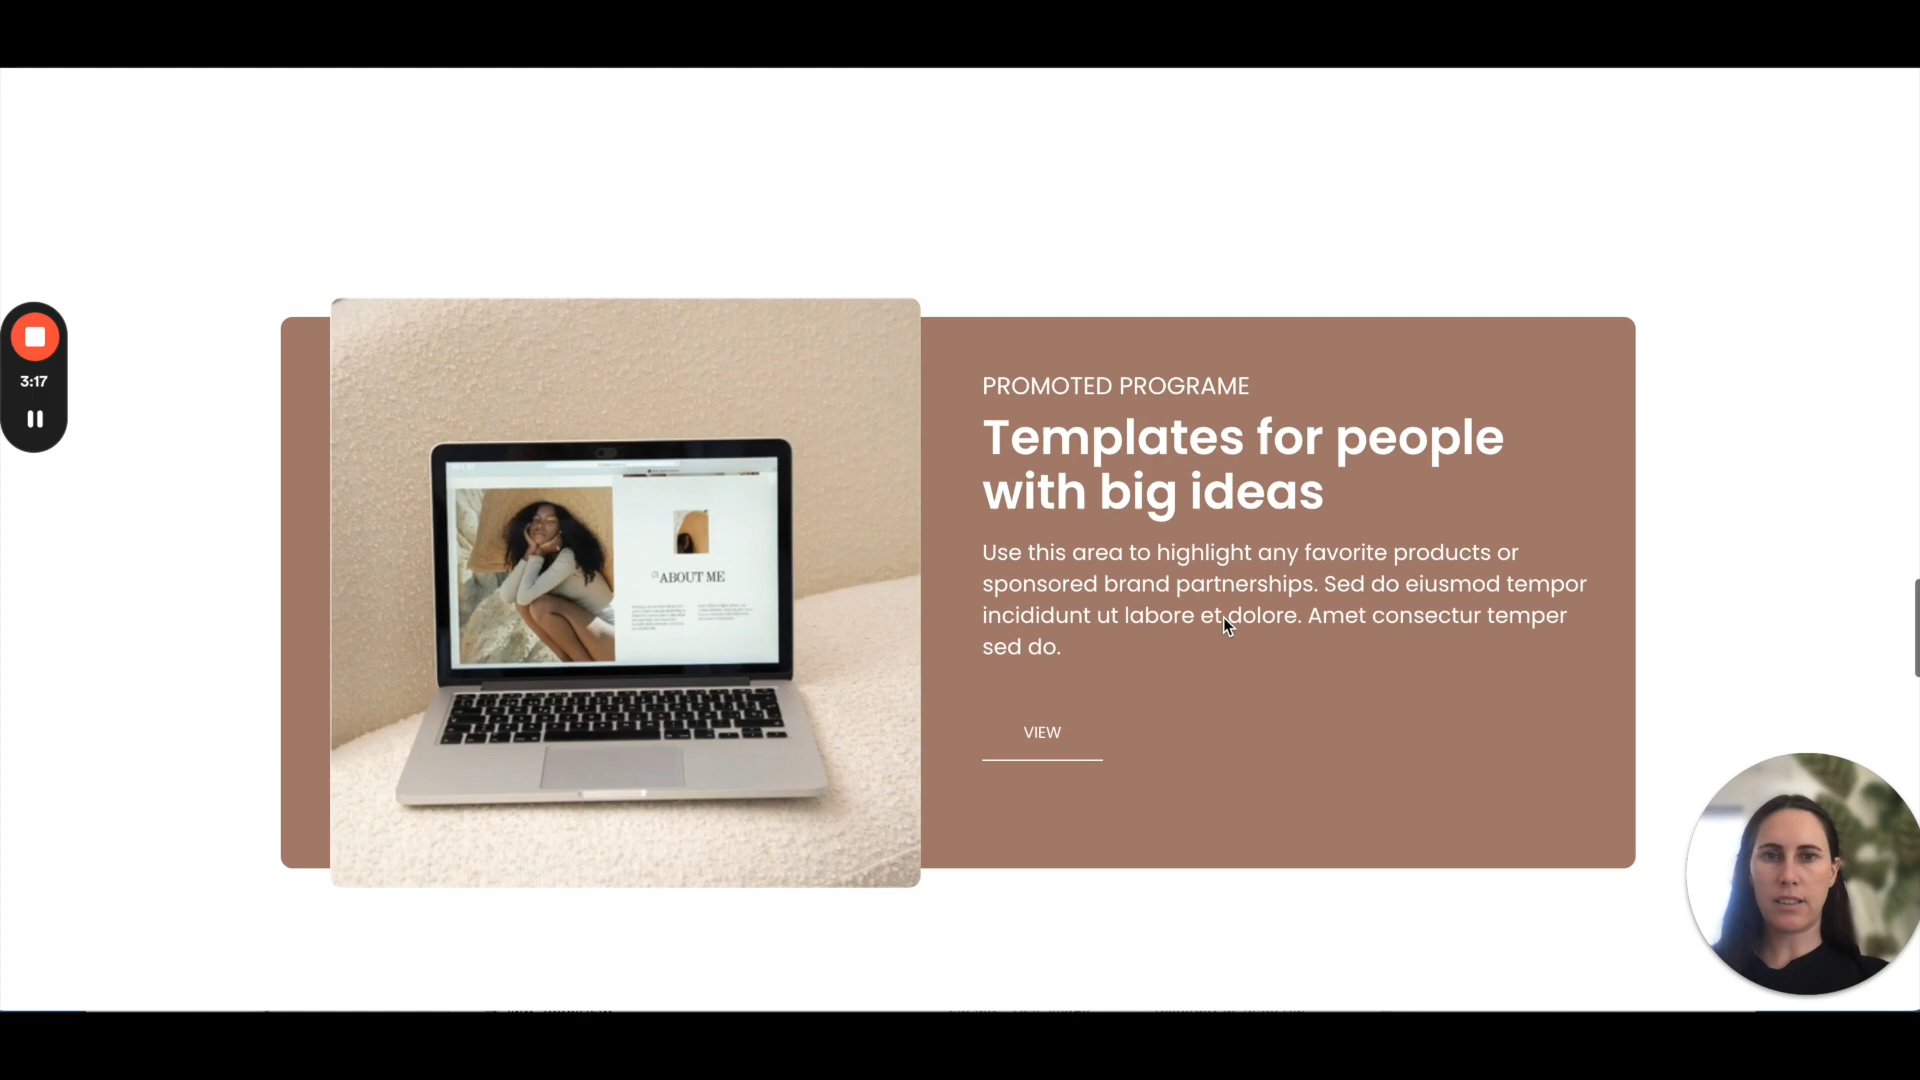 3:17
PROMOTED PROGRAME
Templates for people
with big ideas
Use this area to highlight any favorite products or
sponsored brand partnerships. Sed do eiusmod tempor
incididunt ut labore et dolore. Amet consectur temper
sed do.
VIEW
ABOUT ME